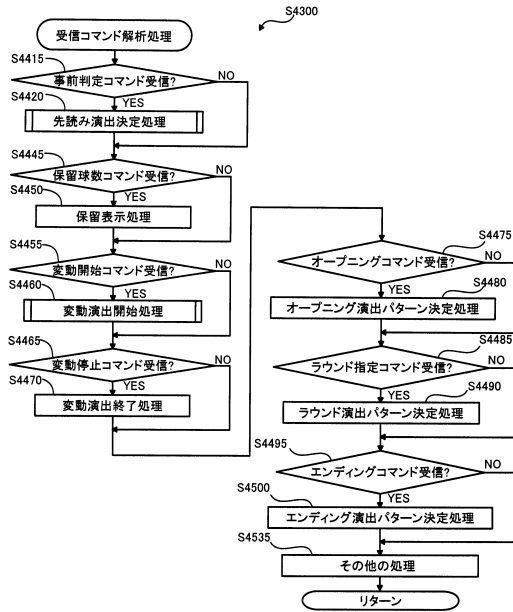 S4300
受信コマンド解析処理
S4415
事前判定コマンド受信?
NO
YES
S4420
先読み演出決定処理
S4445
保留球数コマンド受信?
NO
YES
S4450
保留表示処理
S4455
変動開始コマンド受信?
NO
YES
S4460
変動演出開始処理
S4465
変動停止コマンド受信?
NO
YES
S4470
変動演出終了処理
S4475
オープニングコマンド受信?
NO
YES
S4480
オープニング演出パターン決定処理
S4485
ラウンド指定コマンド受信?
NO
YES
S4490
ラウンド演出パターン決定処理
S4495
エンディングコマンド受信?
NO
YES
S4500
エンディング演出パターン決定処理
S4535
その他の処理
リターン